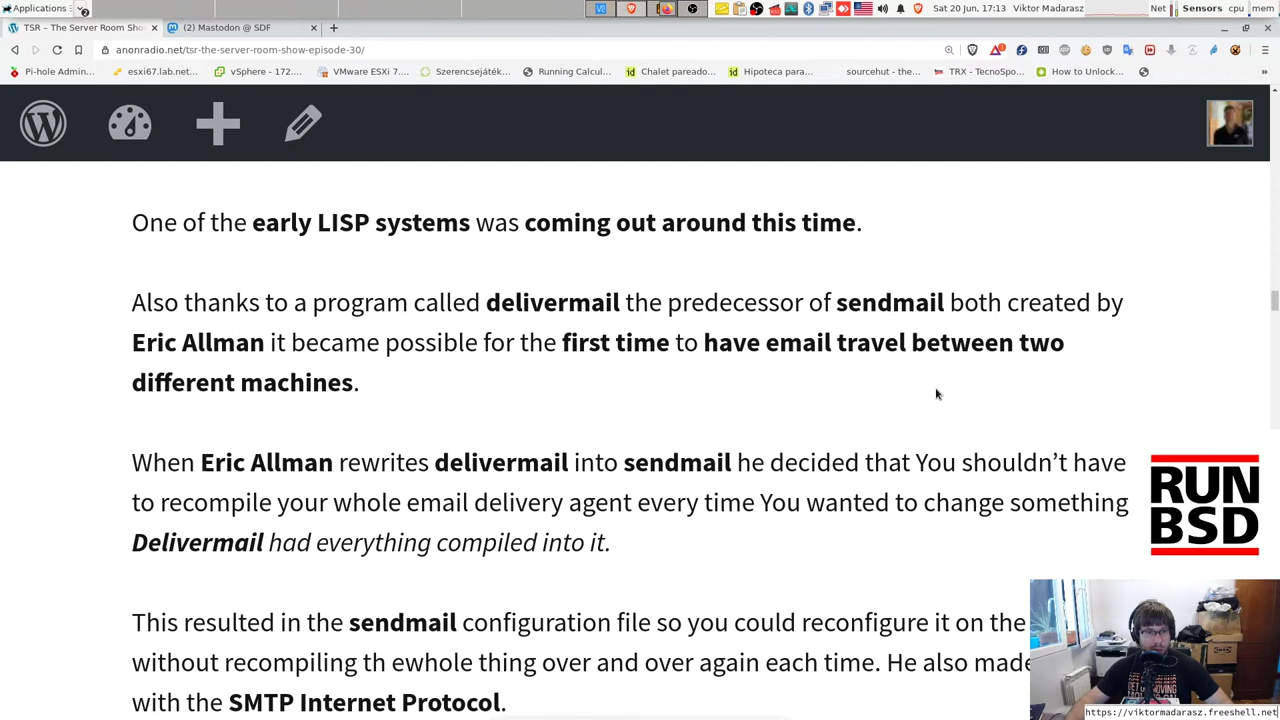 Applications
Sat 20 Jun, 17:13 Viktor Madarasz
Net Sensors cpu mem
TSR – The Server Room Sho
(2) Mastodon @ SDF
anonradio.net/tsr-the-server-room-show-episode-30/
Pi-hole Admin... esxi67.lab.net... vSphere - 172.... VMware ESXi 7.... Szerencsejáték... Running Calcul... Chalet pareado... Hipoteca para... sourcehut - the... TRX - TecnoSpo... How to Unlock...
One of the early LISP systems was coming out around this time.
Also thanks to a program called delivermail the predecessor of sendmail both created by
Eric Allman it became possible for the first time to have email travel between two
different machines.
When Eric Allman rewrites delivermail into sendmail he decided that You shouldn’t have
to recompile your whole email delivery agent every time You wanted to change something
Delivermail had everything compiled into it.
RUN
BSD
This resulted in the sendmail configuration file so you could reconfigure it on the
without recompiling th ewhole thing over and over again each time. He also made
with the SMTP Internet Protocol.
https://viktormadarasz.freeshell.net